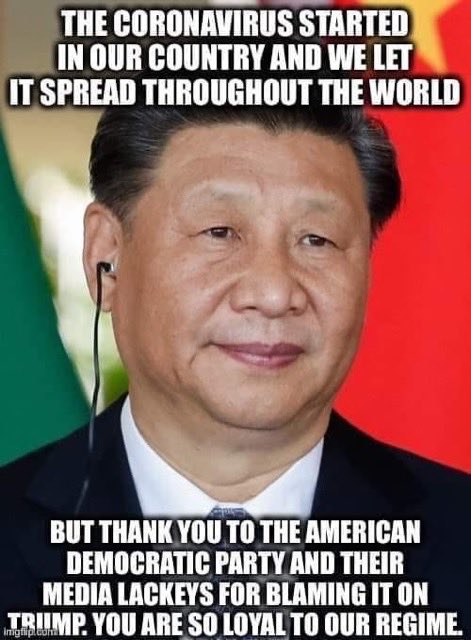 THE CORONAVIRUS STARTED
IN OUR COUNTRY AND WE LET
IT SPREAD THROUGHOUT THE WORLD
BUT THANK YOU TO THE AMERICAN
DEMOCRATIC PARTY AND THEIR
MEDIA LACKEYS FOR BLAMING IT ON
TRUMP. YOU ARE SO LOYAL TO OUR REGIME.
imgflip.com